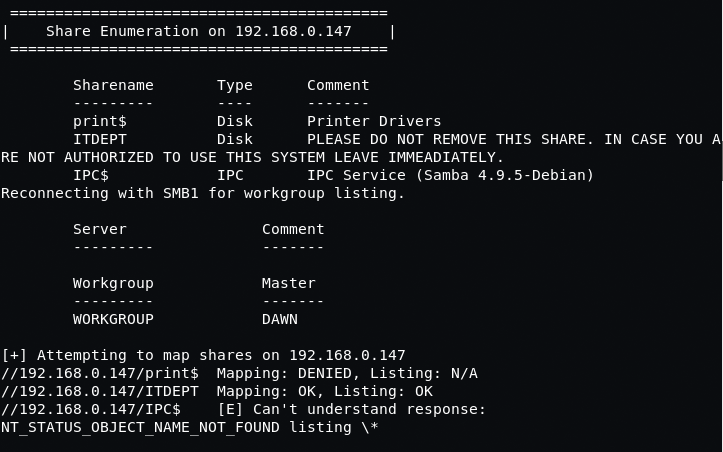 ==========================================
|    Share Enumeration on 192.168.0.147    |
==========================================
Sharename       Type      Comment
---------       ----      -------
print$          Disk      Printer Drivers
ITDEPT          Disk      PLEASE DO NOT REMOVE THIS SHARE. IN CASE YOU A
RE NOT AUTHORIZED TO USE THIS SYSTEM LEAVE IMMEADIATELY.
IPC$            IPC       IPC Service (Samba 4.9.5-Debian)
Reconnecting with SMB1 for workgroup listing.
Server               Comment
---------            -------
Workgroup            Master
---------            -------
WORKGROUP            DAWN
[+] Attempting to map shares on 192.168.0.147
//192.168.0.147/print$  Mapping: DENIED, Listing: N/A
//192.168.0.147/ITDEPT  Mapping: OK, Listing: OK
//192.168.0.147/IPC$    [E] Can't understand response:
NT_STATUS_OBJECT_NAME_NOT_FOUND listing \*